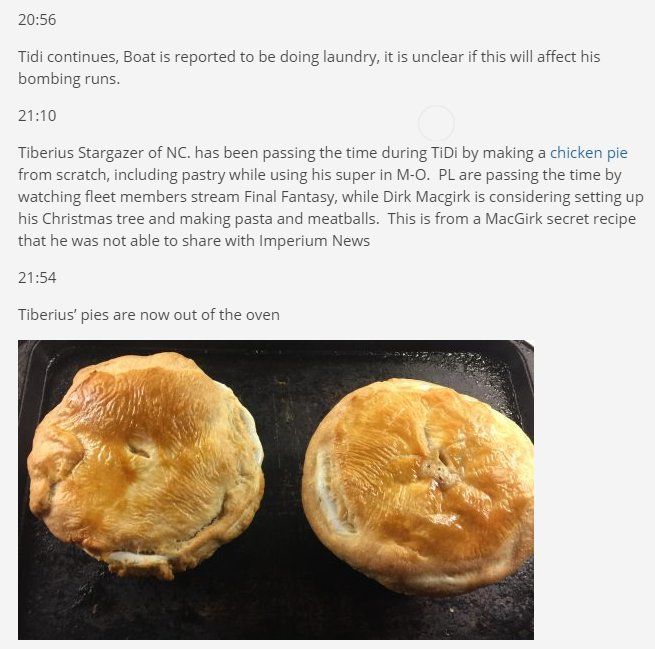 20:56
Tidi continues, Boat is reported to be doing laundry, it is unclear if this will affect his
bombing runs.
21:10
Tiberius Stargazer of NC. has been passing the time during TiDi by making a chicken pie
from scratch, including pastry while using his super in M-O.  PL are passing the time by
watching fleet members stream Final Fantasy, while Dirk Macgirk is considering setting up
his Christmas tree and making pasta and meatballs.  This is from a MacGirk secret recipe
that he was not able to share with Imperium News
21:54
Tiberius’ pies are now out of the oven